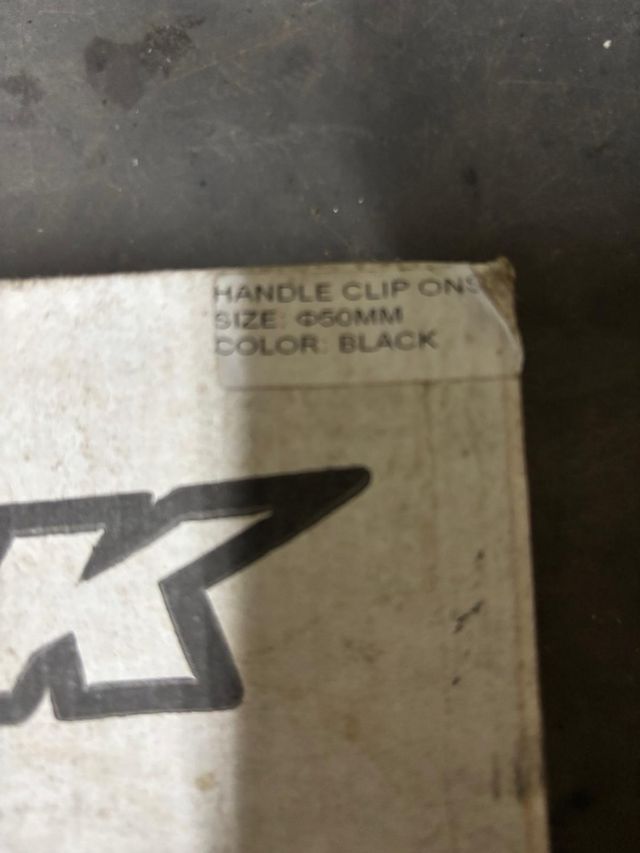 HANDLE CLIP ONS
SIZE: Φ50MM
COLOR: BLACK
K